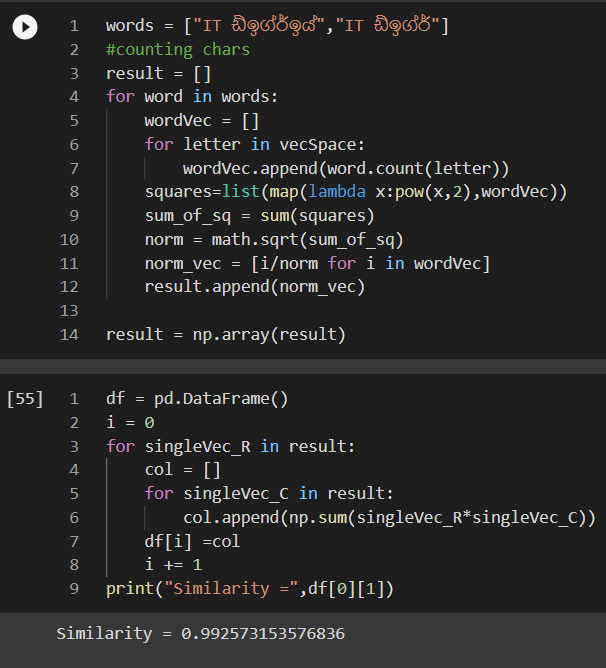 1 words = ["IT ඩ්ඉග්ර්ඉය්","IT ඩ්ඉග්ර්"]
2 #counting chars
3 result = []
4 for word in words:
5 wordVec = []
6 for letter in vecSpace:
7 wordVec.append(word.count(letter))
8 squares=list(map(lambda x:pow(x,2),wordVec))
9 sum_of_sq = sum(squares)
10 norm = math.sqrt(sum_of_sq)
11 norm_vec = [i/norm for i in wordVec]
12 result.append(norm_vec)
13
14 result = np.array(result)
[55] 1 df = pd.DataFrame()
2 i = 0
3 for singleVec_R in result:
4 col = []
5 for singleVec_C in result:
6 col.append(np.sum(singleVec_R*singleVec_C))
7 df[i] =col
8 i += 1
9 print("Similarity =",df[0][1])
Similarity = 0.992573153576836